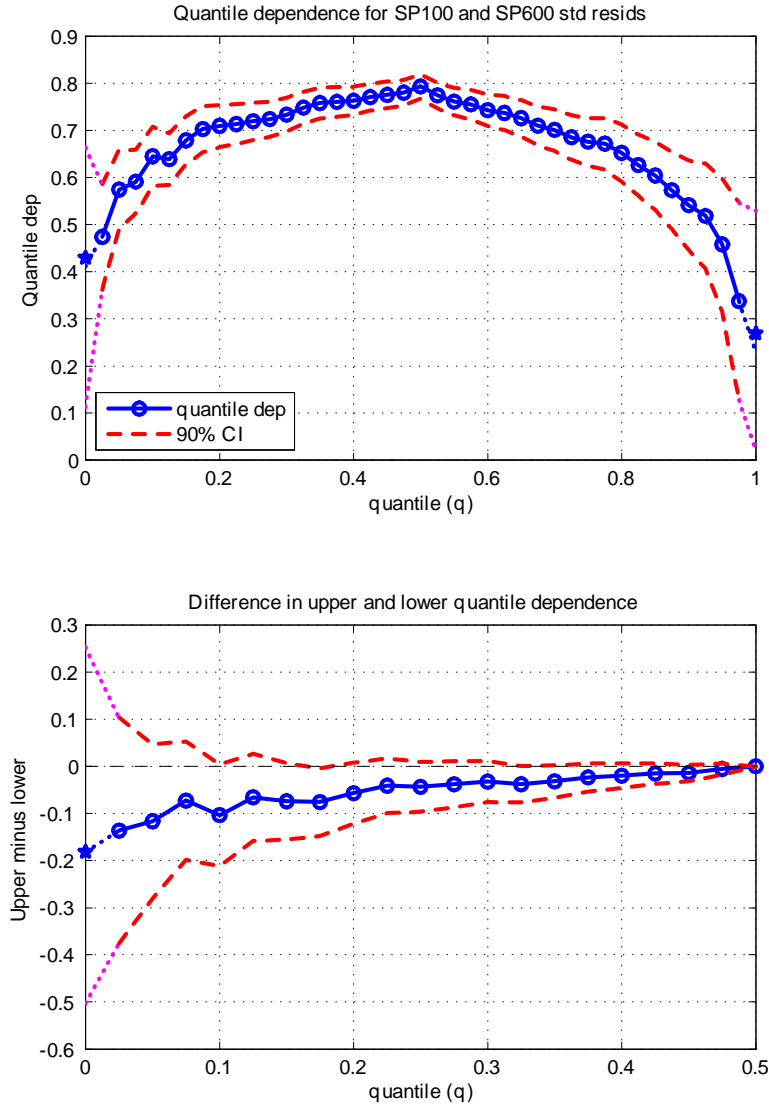 Quantile dependence for SP100 and SP600 std resids
0.9
0.8
0.7
0.6
0.5
0.4
0.3
0.2
0.1
0
Quantile dep
quantile dep
90% CI
0 0.2 0.4 0.6 0.8 1
quantile (q)
Difference in upper and lower quantile dependence
0.3
0.2
0.1
0
-0.1
-0.2
-0.3
-0.4
-0.5
-0.6
Upper minus lower
0 0.1 0.2 0.3 0.4 0.5
quantile (q)